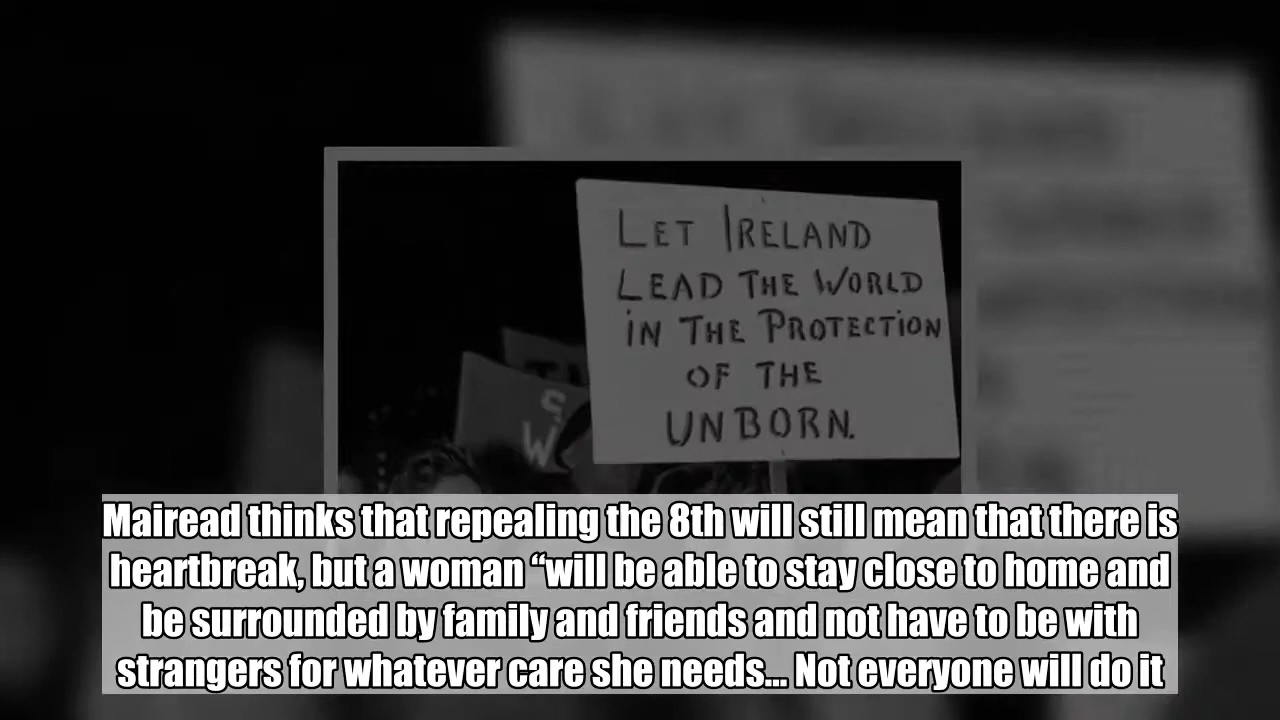 LET IRELAND
LEAD THE WORLD
iN THE PROTECTiON
OF THE
UNBORN.
S
W
Mairead thinks that repealing the 8th will still mean that there is
heartbreak, but a woman “will be able to stay close to home and
be surrounded by family and friends and not have to be with
strangers for whatever care she needs... Not everyone will do it